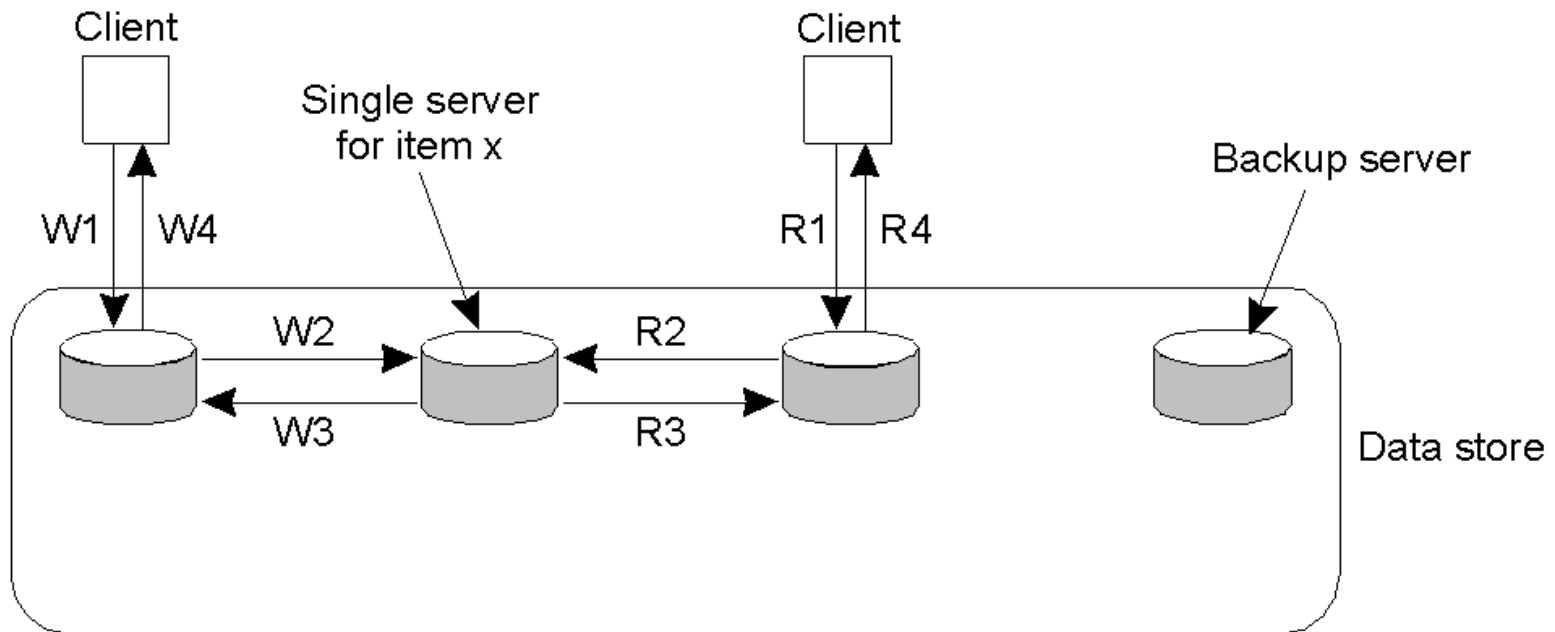 Client
Client
Single server
for item x
Backup server
W1
W4
R1
R4
W2
R2
W3
R3
Data store